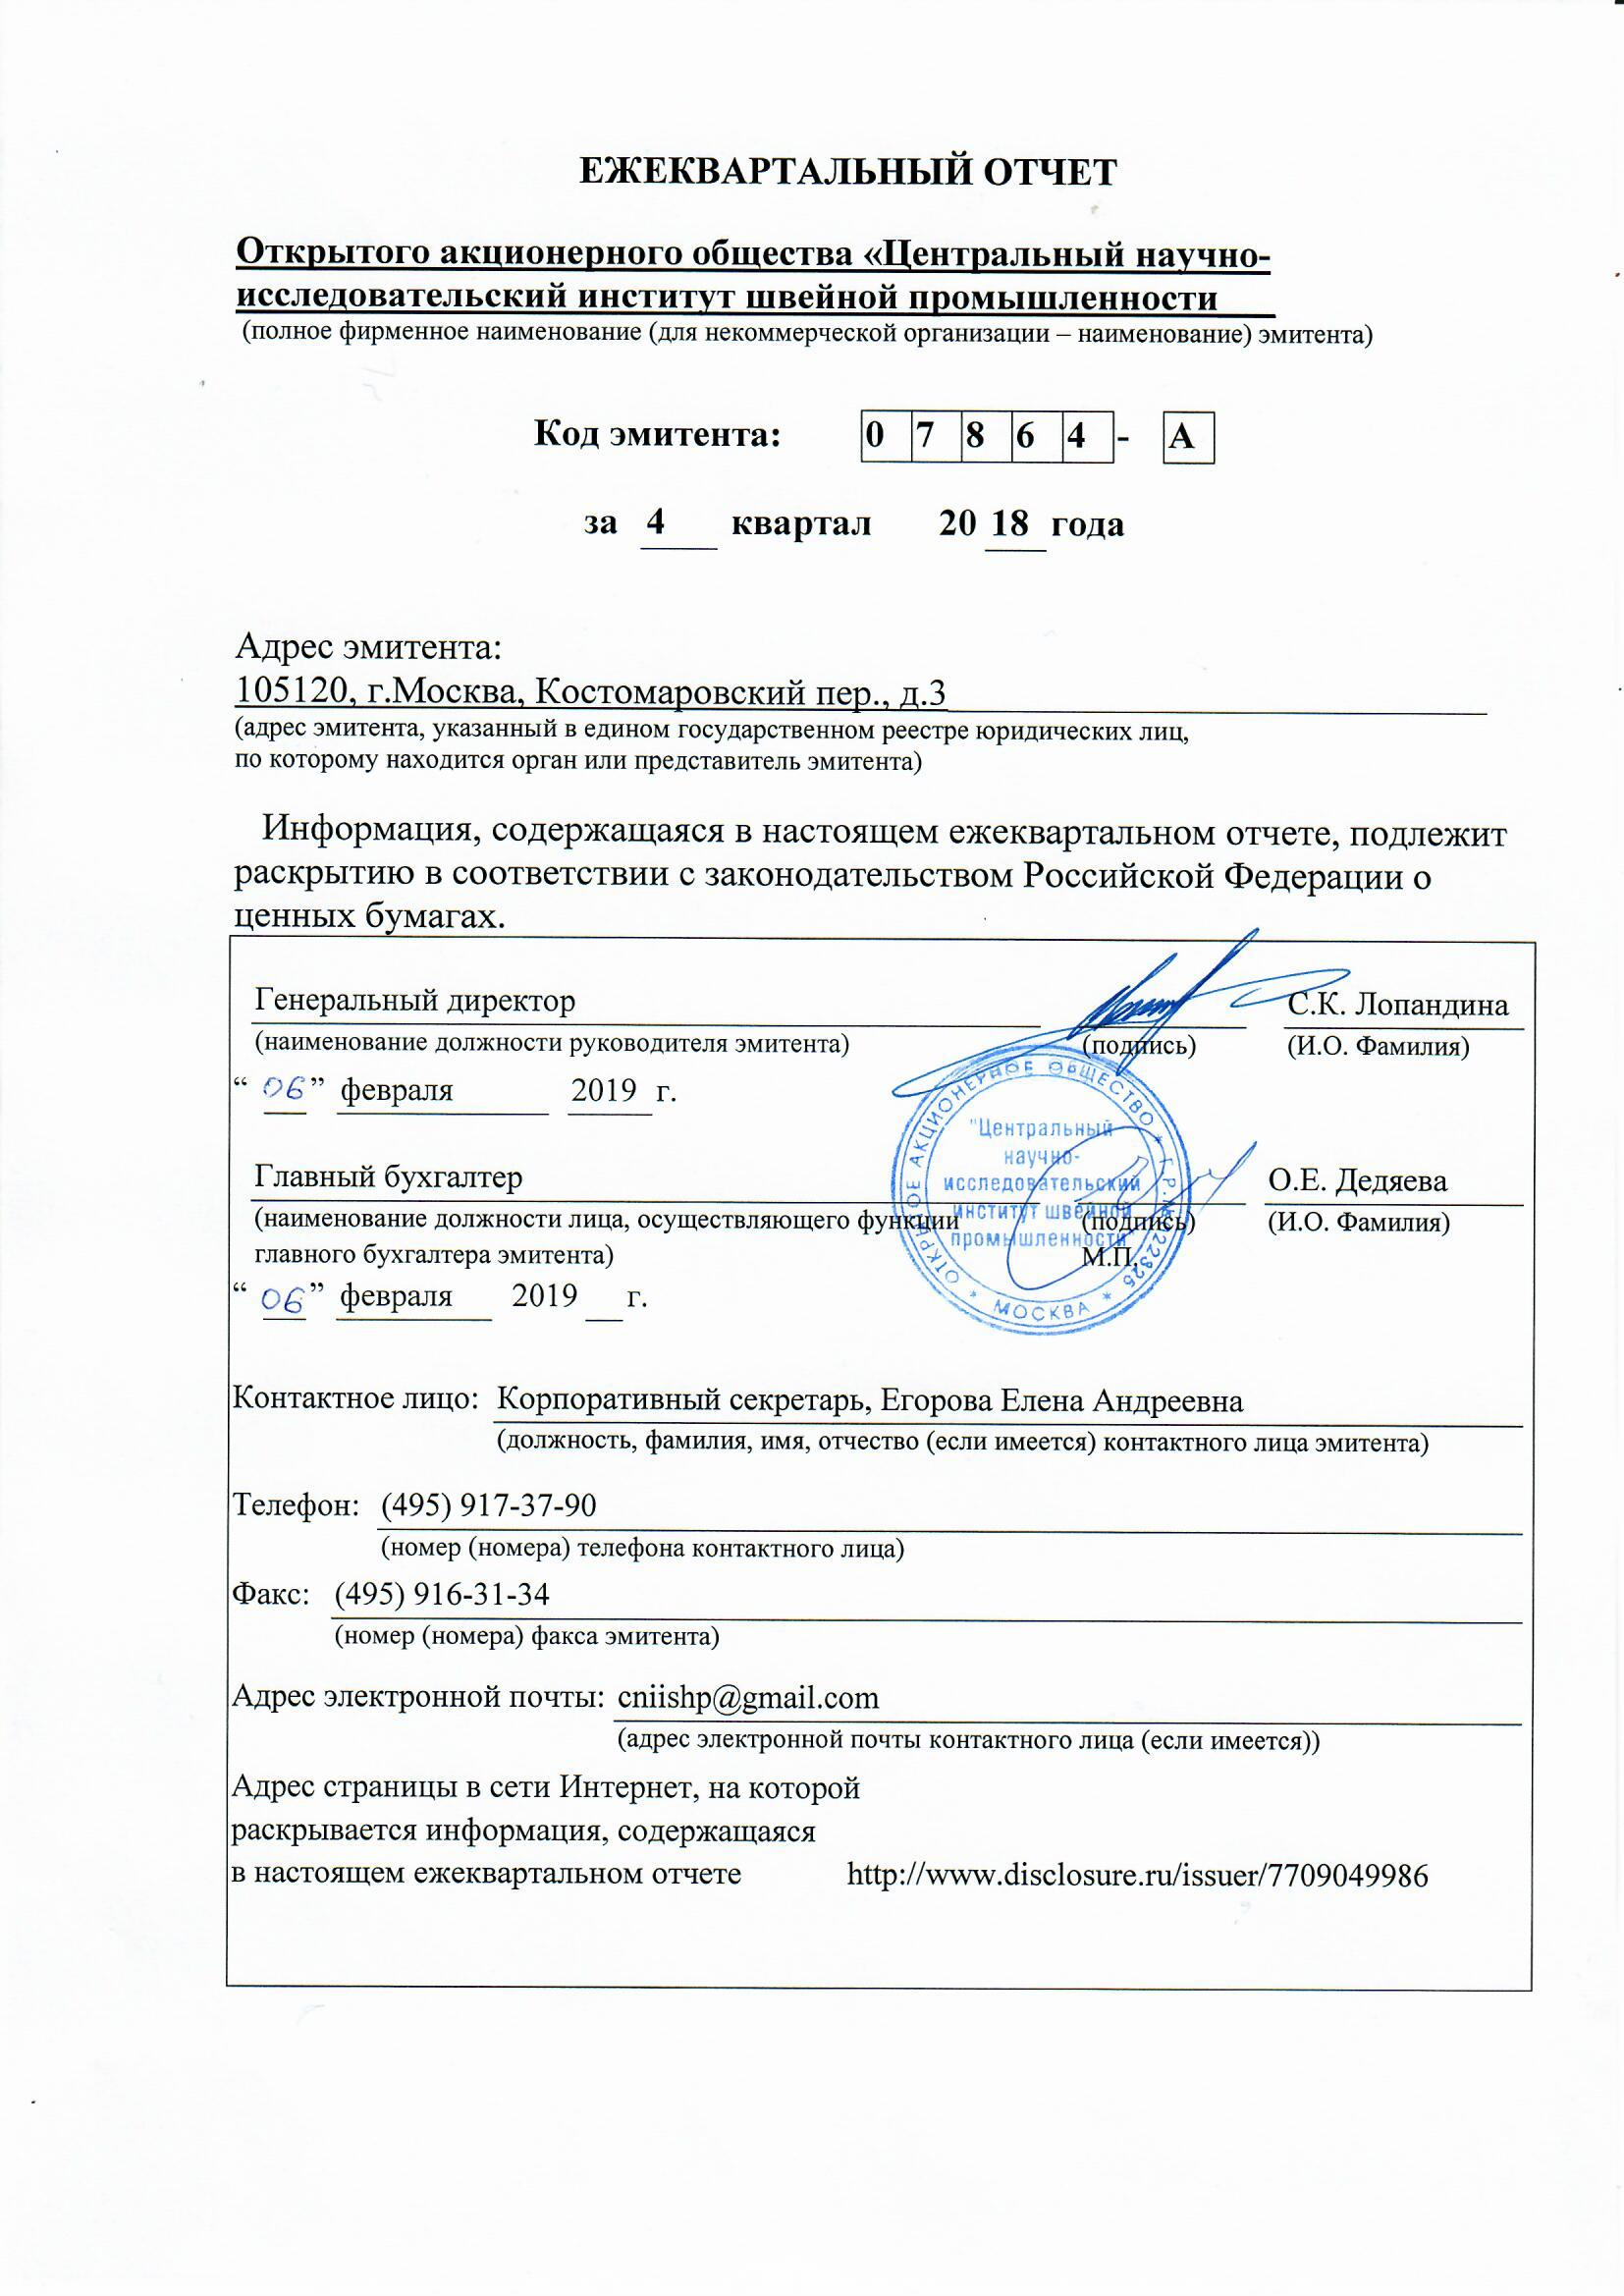 ЕЖЕКВАРТАЛЬНЫЙ ОТЧЕТ
Открытого акционерного общества «Центральный научно-
исследовательский институт швейной промышленности
(полное фирменное наименование (для некоммерческой организации – наименование) эмитента)
Код эмитента: 0 7 8 6 4 - А
за 4 квартал 20 18 года
Адрес эмитента:
105120, г.Москва, Костомаровский пер., д.3
(адрес эмитента, указанный в едином государственном реестре юридических лиц,
по которому находится орган или представитель эмитента)
Информация, содержащаяся в настоящем ежеквартальном отчете, подлежит
раскрытию в соответствии с законодательством Российской Федерации о
ценных бумагах.
Генеральный директор С.К. Лопандина
(наименование должности руководителя эмитента) (подпись) (И.О. Фамилия)
“ 06 ” февраля 2019 г.
Главный бухгалтер О.Е. Дедяева
(наименование должности лица, осуществляющего функции (подпись) (И.О. Фамилия)
главного бухгалтера эмитента) М.П.
“ 06 ” февраля 2019 г.
ОТКРЫТОЕ АКЦИОНЕРНОЕ ОБЩЕСТВО *
* МОСКВА *
"Центральный
научно-
исследовательский
институт швейной
промышленности"
Контактное лицо: Корпоративный секретарь, Егорова Елена Андреевна
(должность, фамилия, имя, отчество (если имеется) контактного лица эмитента)
Телефон: (495) 917-37-90
(номер (номера) телефона контактного лица)
Факс: (495) 916-31-34
(номер (номера) факса эмитента)
Адрес электронной почты: cniishp@gmail.com
(адрес электронной почты контактного лица (если имеется))
Адрес страницы в сети Интернет, на которой
раскрывается информация, содержащаяся
в настоящем ежеквартальном отчете http://www.disclosure.ru/issuer/7709049986